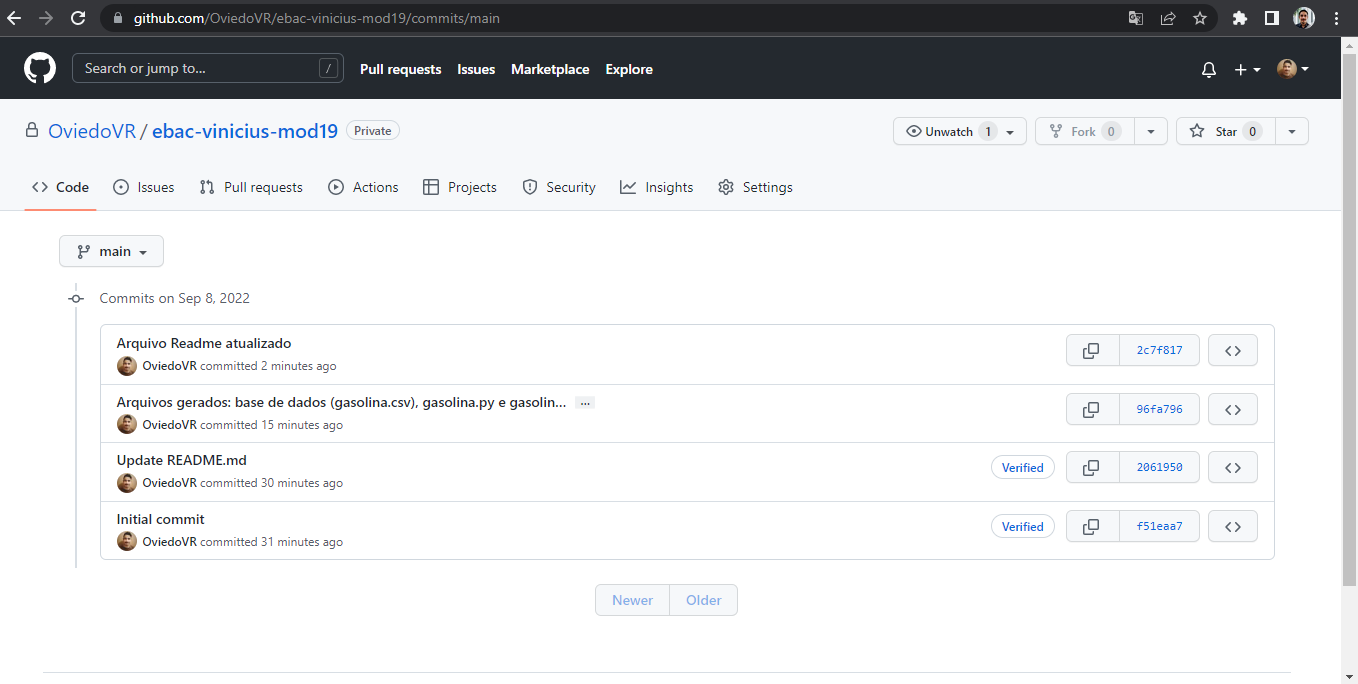 github.com/OviedoVR/ebac-vinicius-mod19/commits/main
Search or jump to... /
Pull requests Issues Marketplace Explore
OviedoVR / ebac-vinicius-mod19 Private
Unwatch 1 Fork 0 Star 0
Code Issues Pull requests Actions Projects Security Insights Settings
main
Commits on Sep 8, 2022
Arquivo Readme atualizado
OviedoVR committed 2 minutes ago
2c7f817
Arquivos gerados: base de dados (gasolina.csv), gasolina.py e gasolin... ...
OviedoVR committed 15 minutes ago
96fa796
Update README.md
OviedoVR committed 30 minutes ago
Verified 2061950
Initial commit
OviedoVR committed 31 minutes ago
Verified f51eaa7
Newer Older